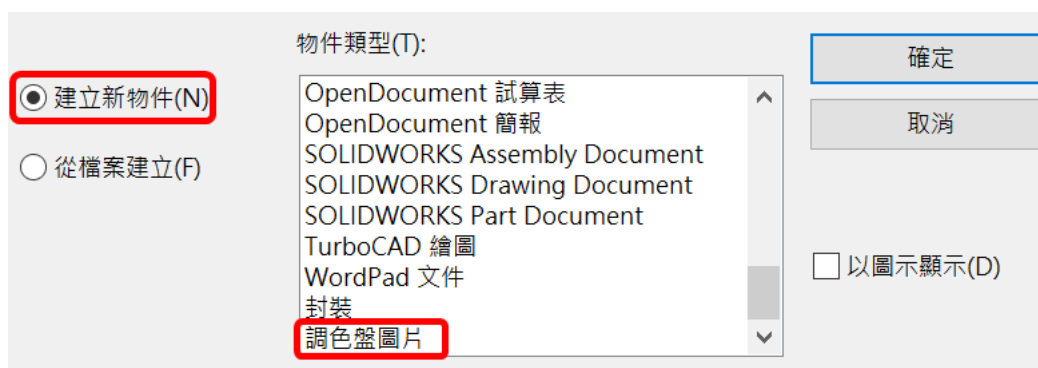 物件類型(T):
建立新物件(N)
從檔案建立(F)
OpenDocument 試算表
OpenDocument 簡報
SOLIDWORKS Assembly Document
SOLIDWORKS Drawing Document
SOLIDWORKS Part Document
TurboCAD 繪圖
WordPad 文件
封裝
調色盤圖片
確定
取消
以圖示顯示(D)